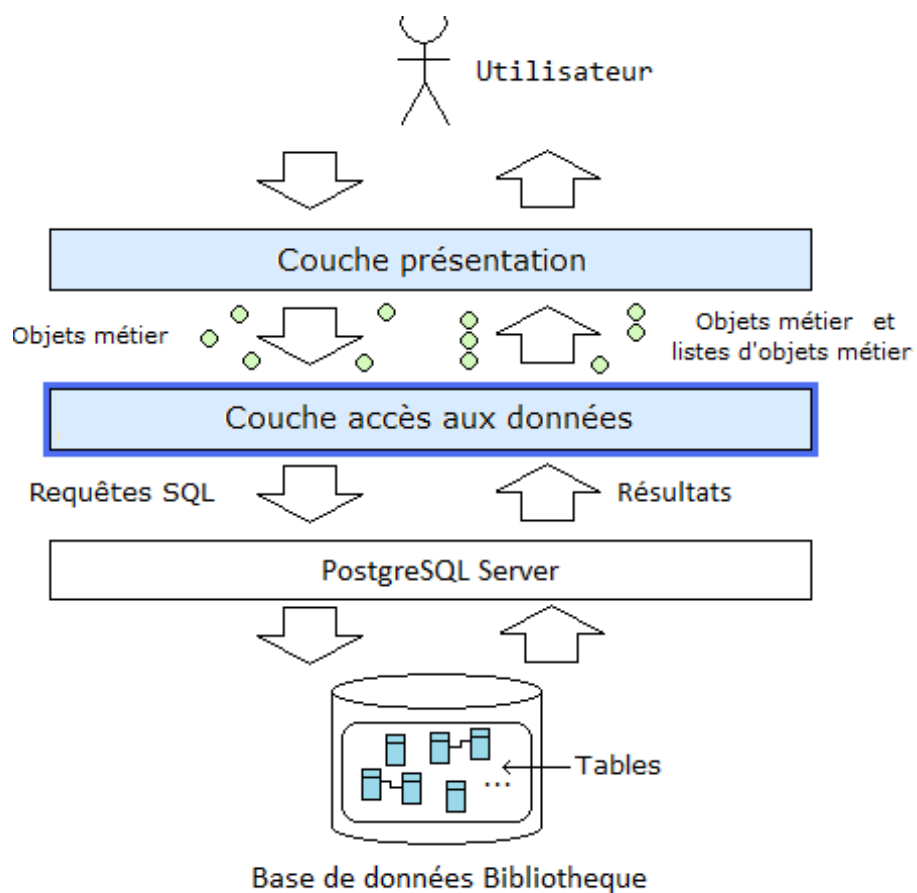 Utilisateur
Couche présentation
Objets métier
Objets métier et
listes d'objets métier
Couche accès aux données
Requêtes SQL
Résultats
PostgreSQL Server
Tables
...
Base de données Bibliotheque